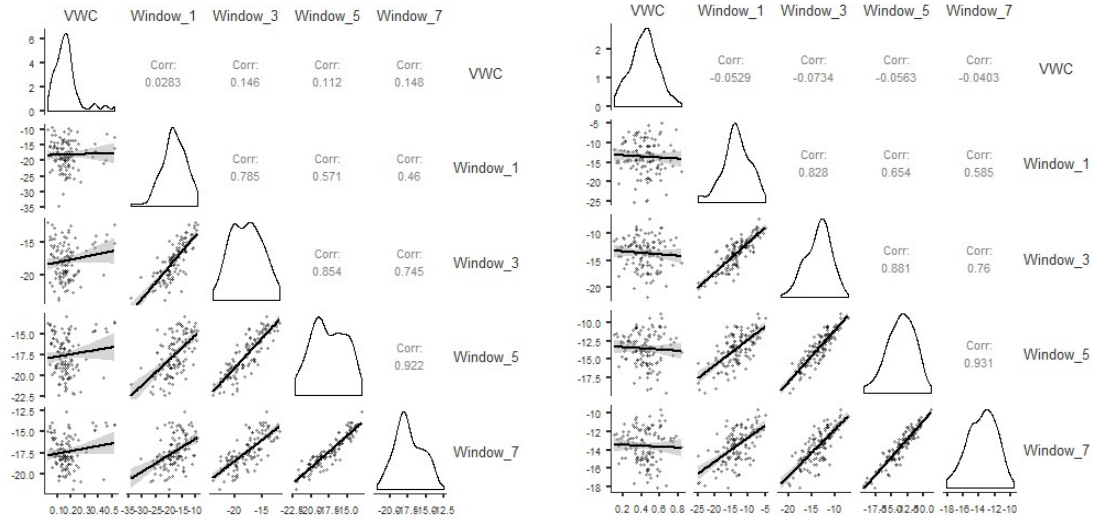 VWC Window_1 Window_3 Window_5 Window_7
6
4
2
0
Corr: 0.0283
Corr: 0.146
Corr: 0.112
Corr: 0.148
VWC
-10
-15
-20
-25
-30
-35
Corr: 0.785
Corr: 0.571
Corr: 0.46
Window_1
-15
-20
Corr: 0.854
Corr: 0.745
Window_3
-12.5
-15.0
-17.5
-20.0
-22.5
Corr: 0.922
Window_5
-12.5
-15.0
-17.5
-20.0
Window_7
-20 -15
VWC Window_1 Window_3 Window_5 Window_7
2
1
0
Corr: -0.0529
Corr: -0.0734
Corr: -0.0563
Corr: -0.0403
VWC
-5
-10
-15
-20
-25
Corr: 0.828
Corr: 0.654
Corr: 0.585
Window_1
-10
-15
-20
Corr: 0.881
Corr: 0.76
Window_3
-10.0
-12.5
-15.0
-17.5
Corr: 0.931
Window_5
-10
-12
-14
-16
-18
Window_7
0.2 0.4 0.6 0.8
-25 -20 -15 -10 -5
-20 -15 -10
-18 -16 -14 -12 -10